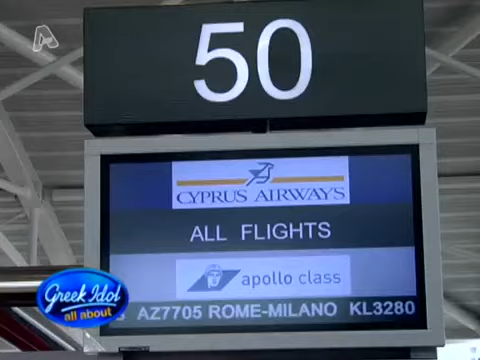 50
CYPRUS AIRWAYS
ALL FLIGHTS
apollo class
AZ7705 ROME-MILANO KL3280
Greek Idol
all about